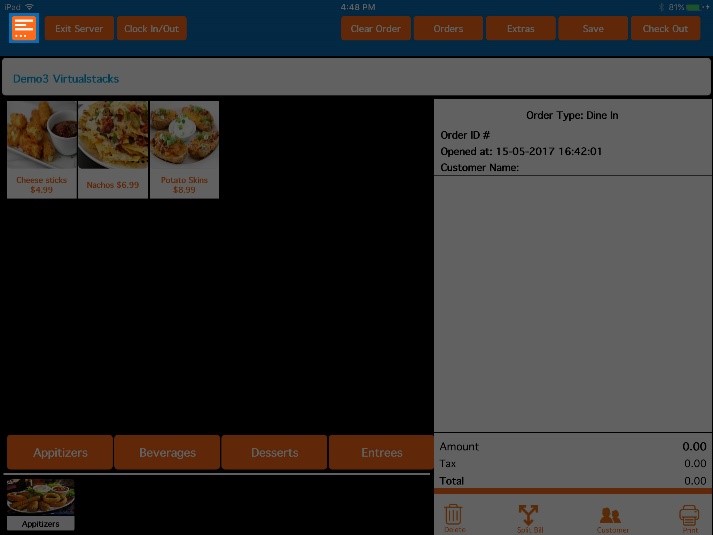 iPad 4:48 PM 81%
Exit Server Clock In/Out Clear Order Orders Extras Save Check Out
Demo3 Virtualstacks
Cheese sticks
$4.99
Nachos $6.99
Potato Skins
$8.99
Order Type: Dine In
Order ID #
Opened at: 15-05-2017 16:42:01
Customer Name:
Appitizers Beverages Desserts Entrees
Amount 0.00
Tax 0.00
Total 0.00
Appitizers
Delete Split Bill Customer Print